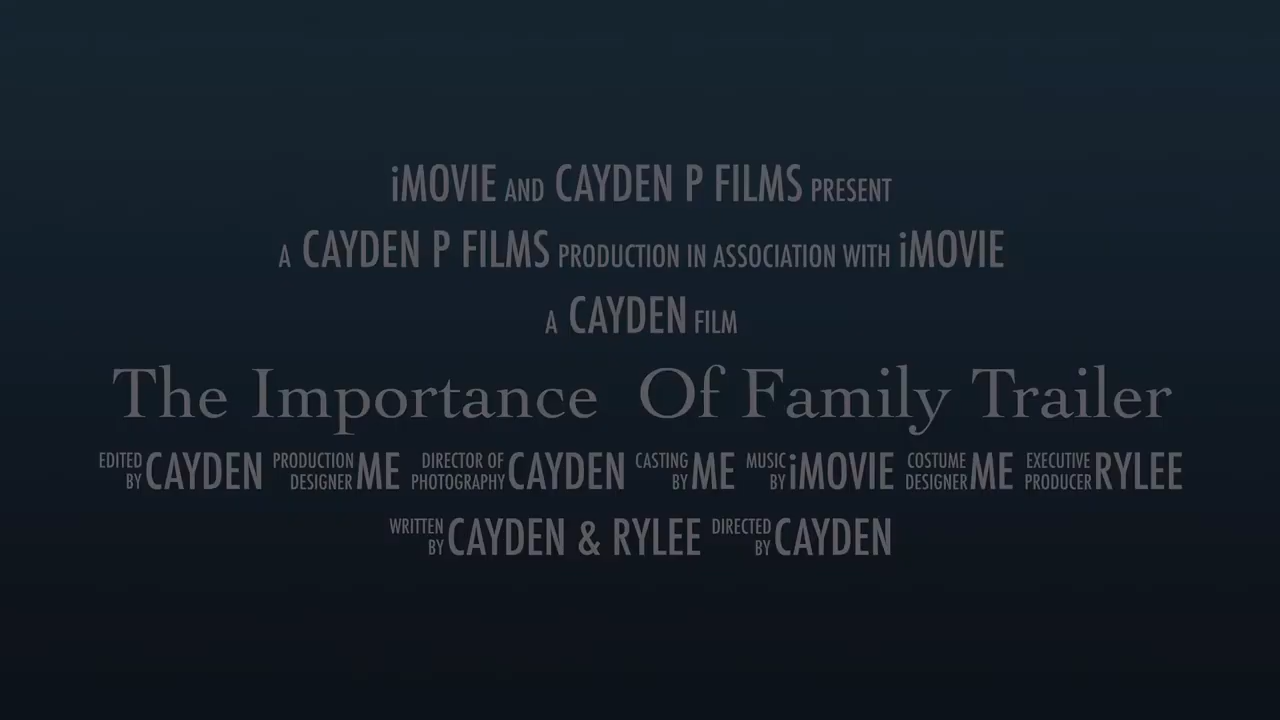 iMOVIE AND CAYDEN P FILMS PRESENT
A CAYDEN P FILMS PRODUCTION IN ASSOCIATION WITH iMOVIE
A CAYDEN FILM
The Importance  Of Family Trailer
EDITED BY CAYDEN PRODUCTION DESIGNER ME DIRECTOR OF PHOTOGRAPHY CAYDEN CASTING BY ME MUSIC BY iMOVIE COSTUME DESIGNER ME EXECUTIVE PRODUCER RYLEE
WRITTEN BY CAYDEN & RYLEE DIRECTED BY CAYDEN